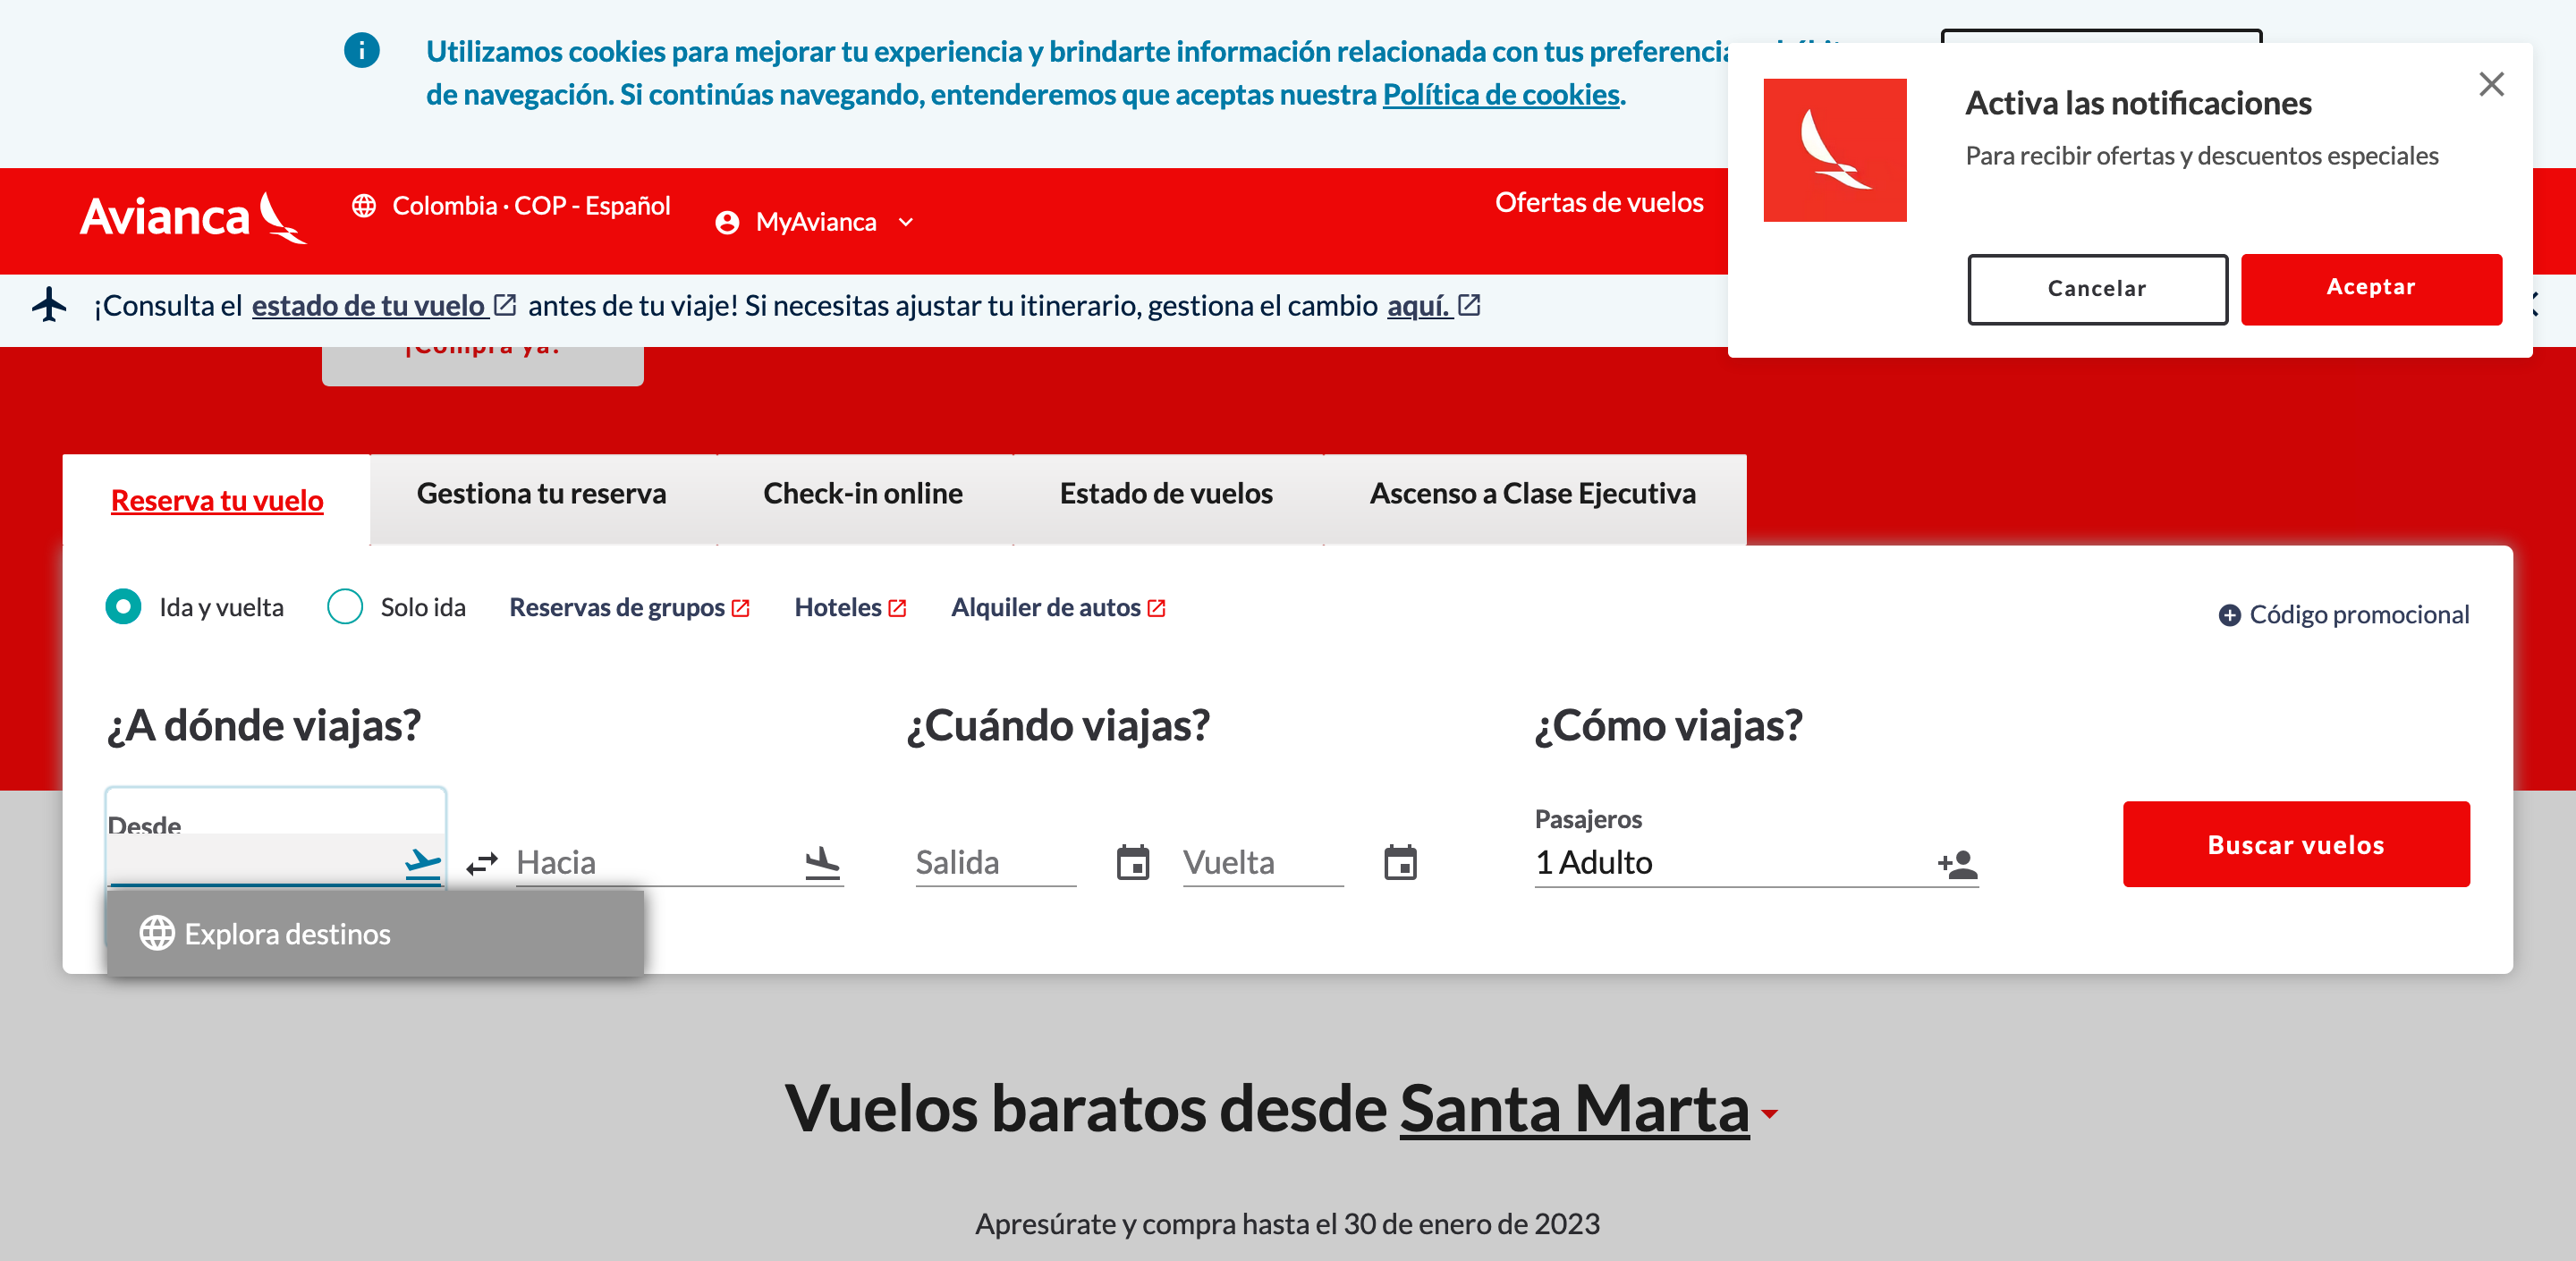 Utilizamos cookies para mejorar tu experiencia y brindarte información relacionada con tus
de navegación. Si continúas navegando, entenderemos que aceptas nuestra Política de cookies.
Activa las notificaciones
Para recibir ofertas y descuentos especiales
Cancelar
Aceptar
Avianca
Colombia · COP - Español
MyAvianca
Ofertas de vuelos
¡Consulta el estado de tu vuelo antes de tu viaje! Si necesitas ajustar tu itinerario, gestiona el cambio aquí.
¡Compra ya!
Reserva tu vuelo
Gestiona tu reserva
Check-in online
Estado de vuelos
Ascenso a Clase Ejecutiva
Ida y vuelta
Solo ida
Reservas de grupos
Hoteles
Alquiler de autos
Código promocional
¿A dónde viajas?
¿Cuándo viajas?
¿Cómo viajas?
Desde
Hacia
Salida
Vuelta
Pasajeros
1 Adulto
Buscar vuelos
Explora destinos
Vuelos baratos desde Santa Marta
Apresúrate y compra hasta el 30 de enero de 2023